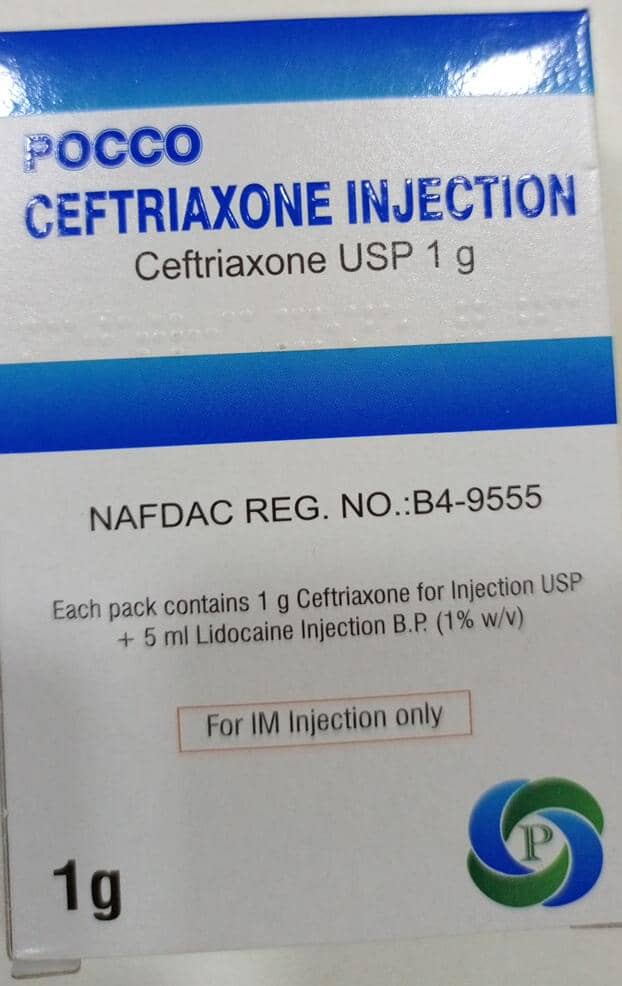 POCCO
CEFTRIAXONE INJECTION
Ceftriaxone USP 1 g
NAFDAC REG. NO.:B4-9555
Each pack contains 1 g Ceftriaxone for Injection USP
+ 5 ml Lidocaine Injection B.P. (1% w/v)
For IM Injection only
P
1g